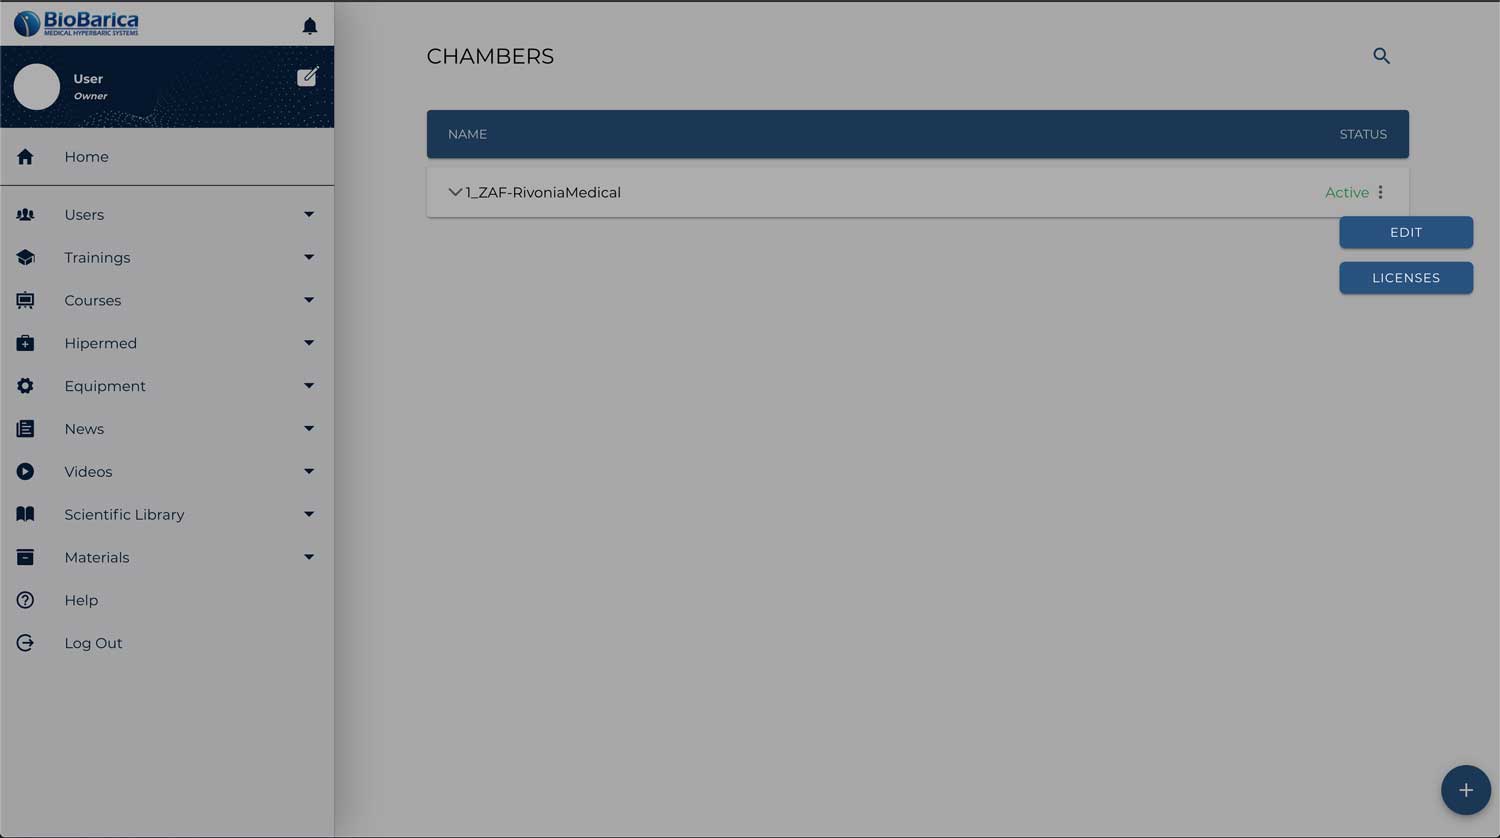 BioBarica
MEDICAL HYPERBARIC SYSTEMS
User
Owner
Home
Users
Trainings
Courses
Hipermed
Equipment
News
Videos
Scientific Library
Materials
Help
Log Out
CHAMBERS
NAME STATUS
1_ZAF-RivoniaMedical Active
EDIT
LICENSES